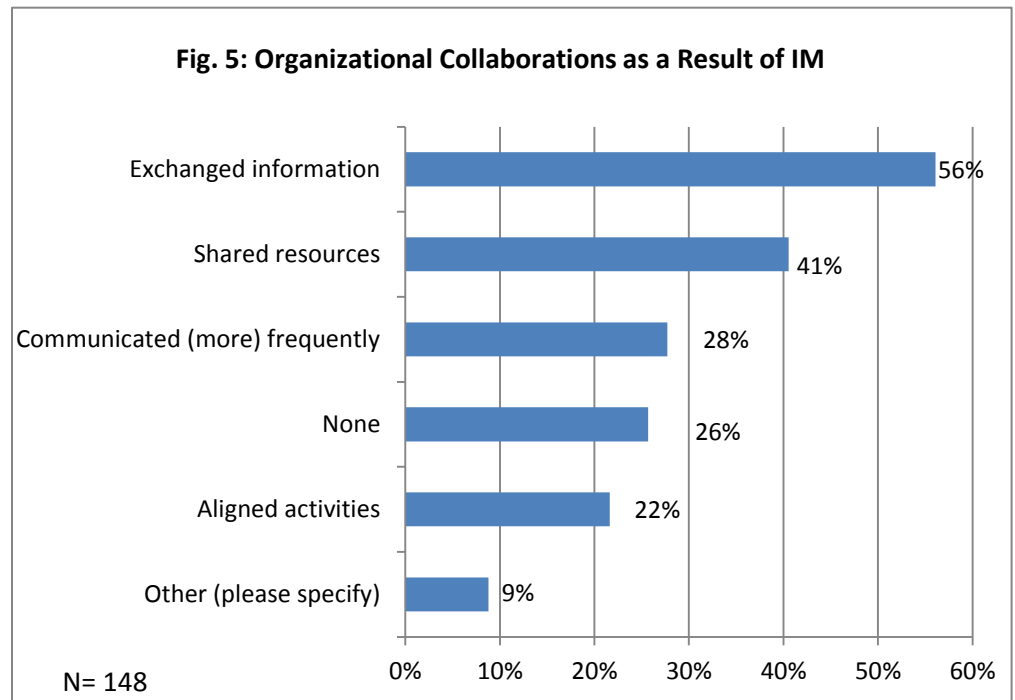 Fig. 5: Organizational Collaborations as a Result of IM
Exchanged information 56%
Shared resources 41%
Communicated (more) frequently 28%
None 26%
Aligned activities 22%
Other (please specify) 9%
0% 10% 20% 30% 40% 50% 60%
N= 148